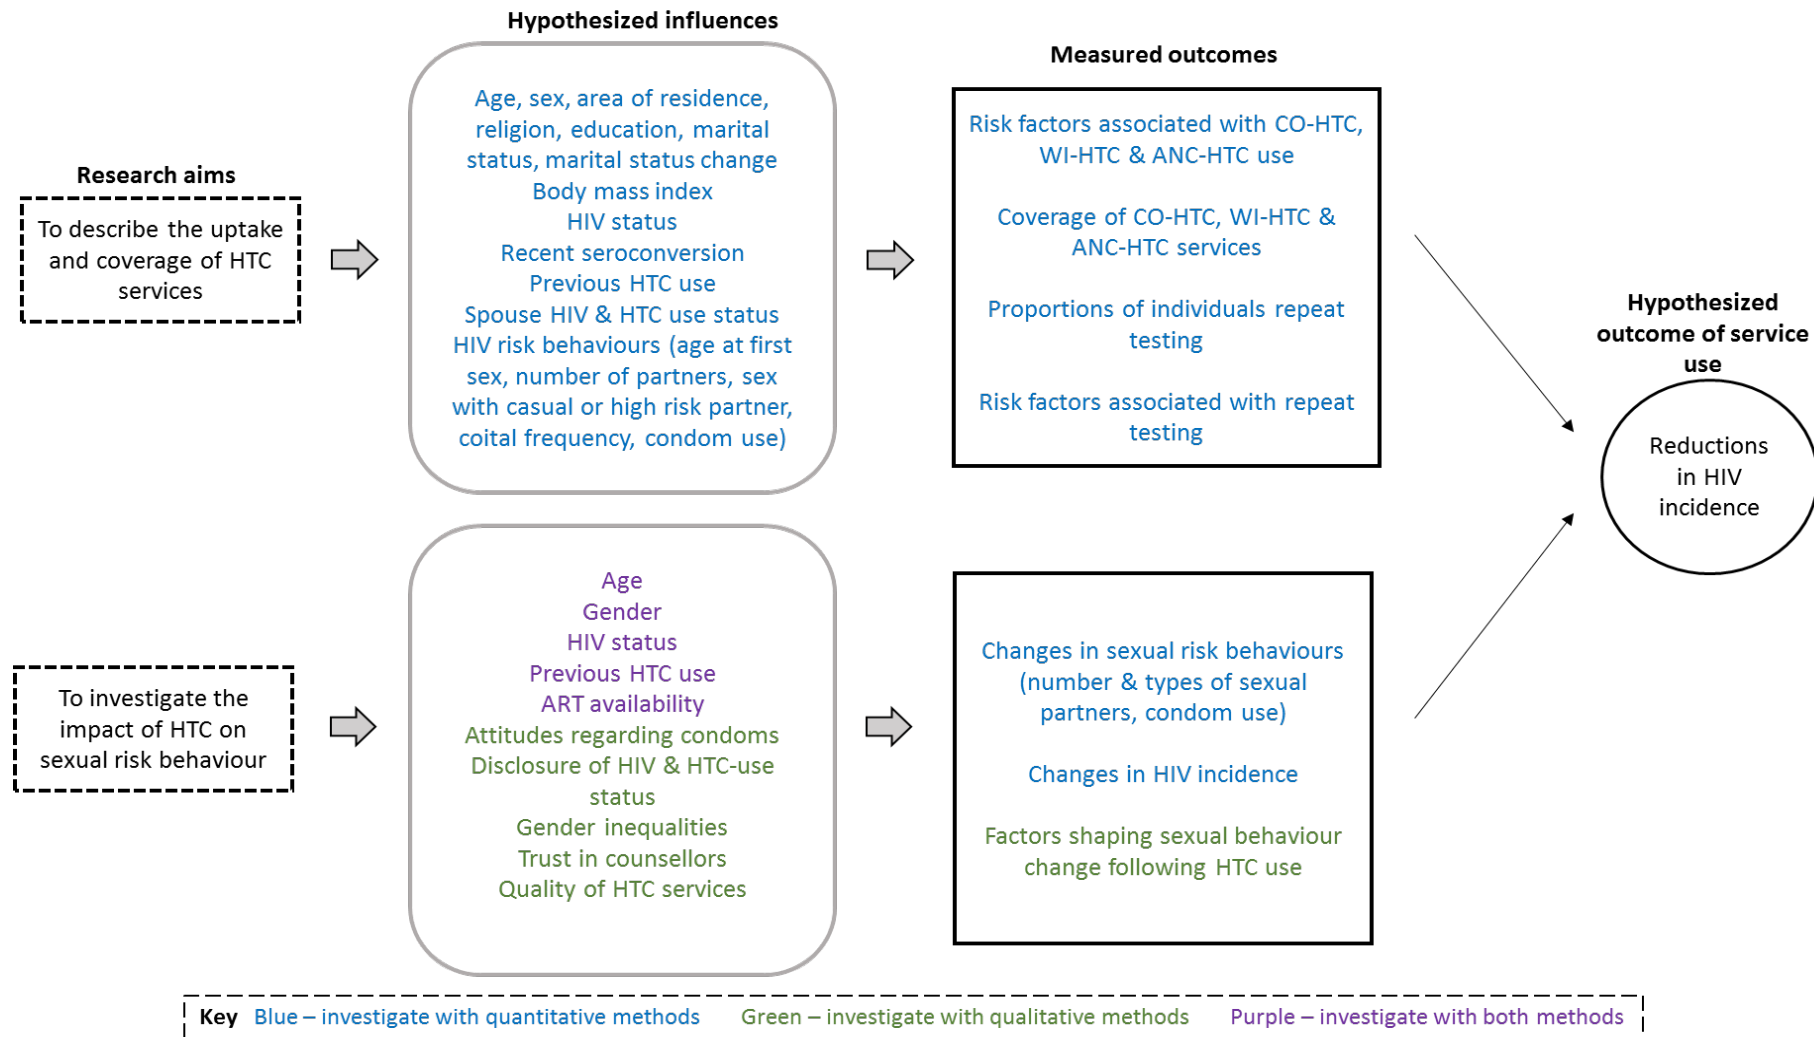 Hypothesized influences
Measured outcomes
Research aims
To describe the uptake
and coverage of HTC
services
Age, sex, area of residence,
religion, education, marital
status, marital status change
Body mass index
HIV status
Recent seroconversion
Previous HTC use
Spouse HIV & HTC use status
HIV risk behaviours (age at first
sex, number of partners, sex
with casual or high risk partner,
coital frequency, condom use)
Risk factors associated with CO-HTC,
WI-HTC & ANC-HTC use
Coverage of CO-HTC, WI-HTC &
ANC-HTC services
Proportions of individuals repeat
testing
Risk factors associated with repeat
testing
Hypothesized
outcome of service
use
Reductions
in HIV
incidence
To investigate the
impact of HTC on
sexual risk behaviour
Age
Gender
HIV status
Previous HTC use
ART availability
Attitudes regarding condoms
Disclosure of HIV & HTC-use
status
Gender inequalities
Trust in counsellors
Quality of HTC services
Changes in sexual risk behaviours
(number & types of sexual
partners, condom use)
Changes in HIV incidence
Factors shaping sexual behaviour
change following HTC use
Key Blue – investigate with quantitative methods Green – investigate with qualitative methods Purple – investigate with both methods